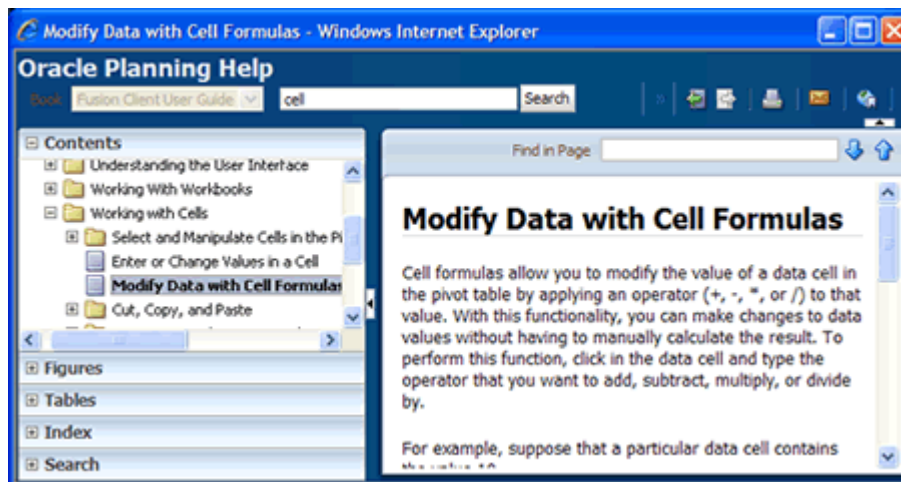 Modify Data with Cell Formulas - Windows Internet Explorer
Oracle Planning Help
Book Fusion Client User Guide cell Search
Contents
Understanding the User Interface
Working With Workbooks
Working with Cells
Select and Manipulate Cells in the Pi
Enter or Change Values in a Cell
Modify Data with Cell Formulas
Cut, Copy, and Paste
Figures
Tables
Index
Search
Find in Page
Modify Data with Cell Formulas
Cell formulas allow you to modify the value of a data cell in
the pivot table by applying an operator (+, -, *, or /) to that
value. With this functionality, you can make changes to data
values without having to manually calculate the result. To
perform this function, click in the data cell and type the
operator that you want to add, subtract, multiply, or divide
by.
For example, suppose that a particular data cell contains
the value 10